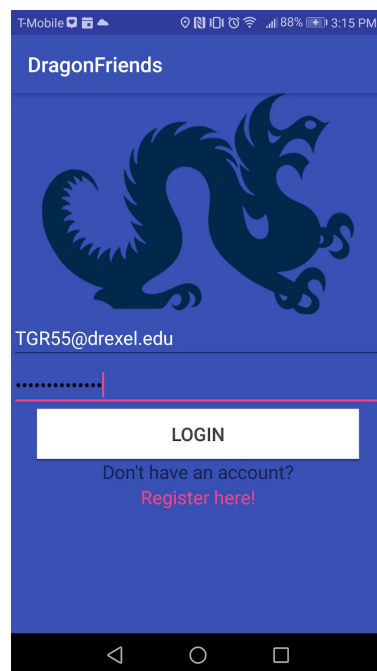 T-Mobile 88% 3:15 PM
DragonFriends
TGR55@drexel.edu
••••••••••••••
LOGIN
Don't have an account?
Register here!